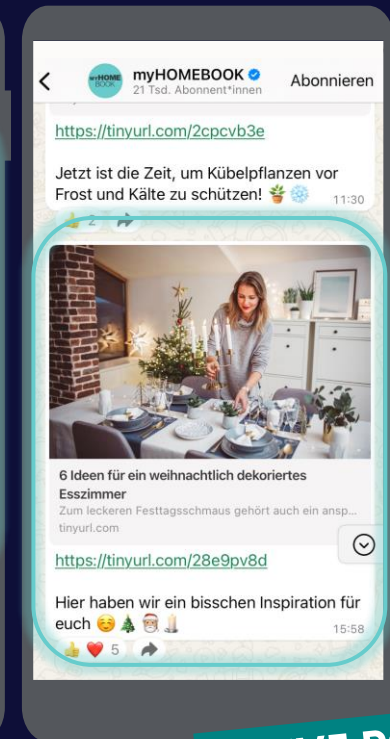 myHOMEBOOK
21 Tsd. Abonnent*innen
Abonnieren
myHOME
BOOK
https://tinyurl.com/2cpcvb3e
Jetzt ist die Zeit, um Kübelpflanzen vor
Frost und Kälte zu schützen! 🪴❄️
11:30
👍 2
6 Ideen für ein weihnachtlich dekoriertes
Esszimmer
Zum leckeren Festtagsschmaus gehört auch ein ansp...
tinyurl.com
https://tinyurl.com/28e9pv8d
Hier haben wir ein bisschen Inspiration für
euch ☺️🎄🎅🕯️
15:58
👍❤️ 5